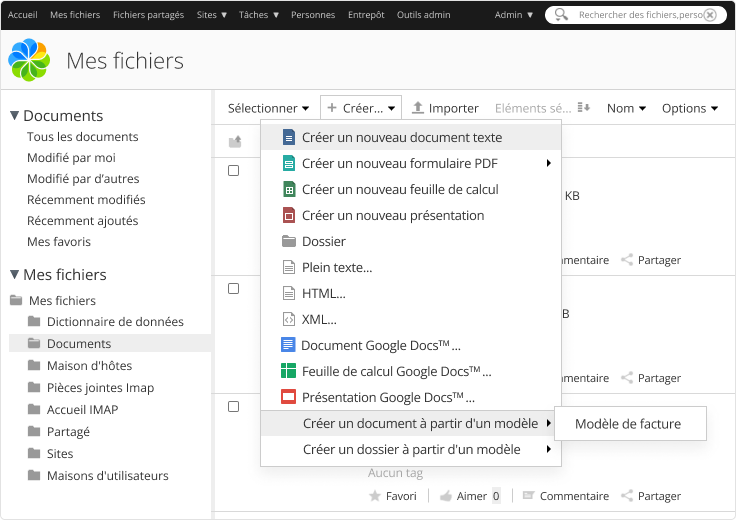 Accueil Mes fichiers Fichiers partagés Sites ▼ Tâches ▼ Personnes Entrepôt Outils admin Admin ▼ Rechercher des fichiers,perso
Mes fichiers
Documents
Tous les documents
Modifié par moi
Modifié par d’autres
Récemment modifiés
Récemment ajoutés
Mes favoris
Mes fichiers
Mes fichiers
Dictionnaire de données
Documents
Maison d'hôtes
Pièces jointes Imap
Accueil IMAP
Partagé
Sites
Maisons d'utilisateurs
Sélectionner ▼ + Créer... ▼ Importer Eléments sé... Nom ▼ Options ▼
Créer un nouveau document texte
Créer un nouveau formulaire PDF
Créer un nouveau feuille de calcul
Créer un nouveau présentation
Dossier
Plein texte...
HTML...
XML...
Document Google Docs™ ...
Feuille de calcul Google Docs™ ...
Présentation Google Docs™ ...
Créer un document à partir d'un modèle
Créer un dossier à partir d'un modèle
Modèle de facture
KB
mmentaire Partager
B
mmentaire Partager
Aucun tag
Favori Aimer 0 Commentaire Partager